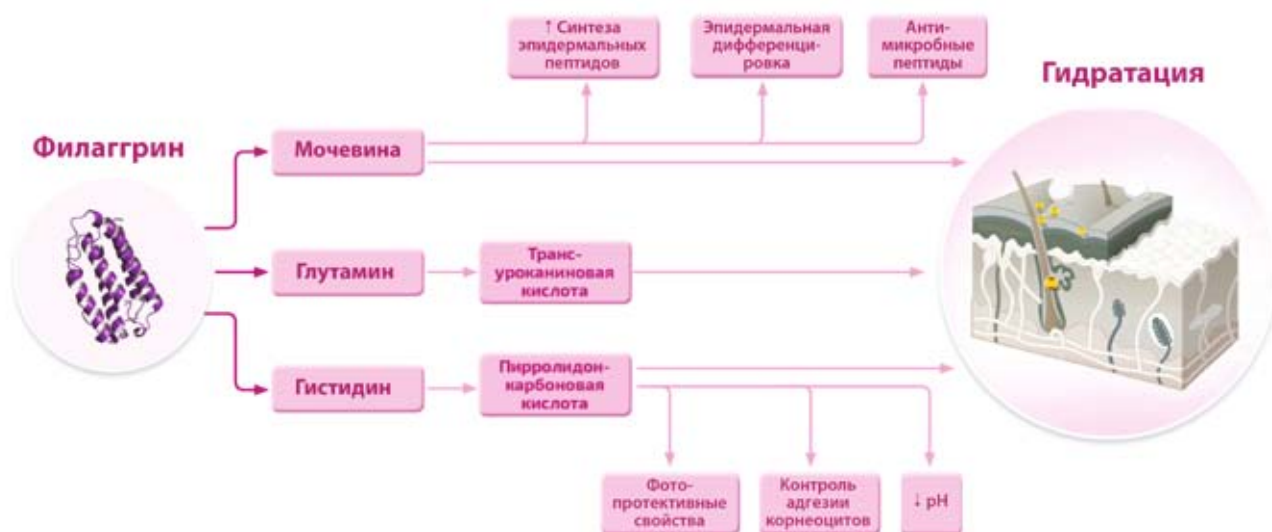 ↑ Синтеза
эпидермальных
пептидов
Эпидермальная
дифференци-
ровка
Анти-
микробные
пептиды
Гидратация
Филаггрин
Мочевина
Глутамин
Транс-
уроканиновая
кислота
Гистидин
Пирролидон-
карбоновая
кислота
Фото-
протективные
свойства
Контроль
адгезии
корнеоцитов
↓ pH